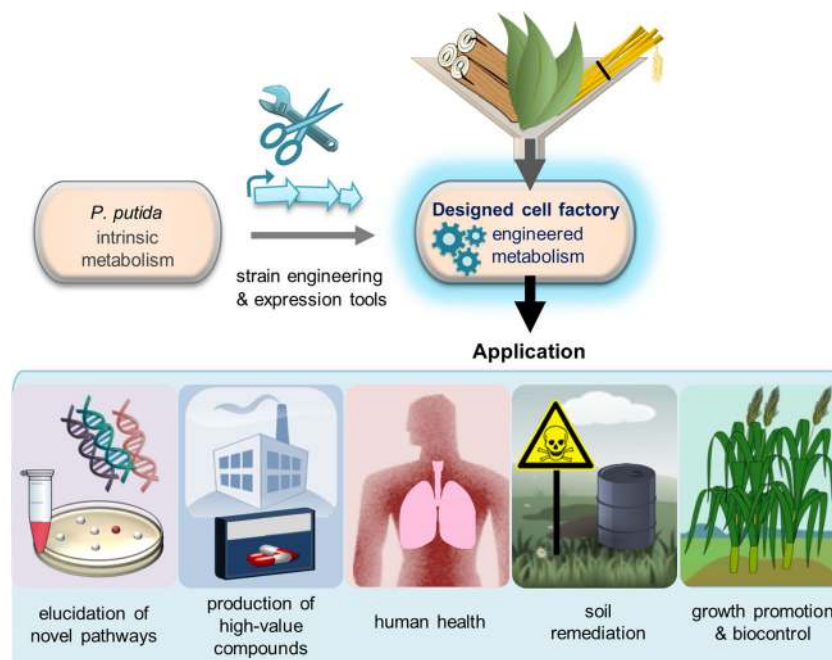 P. putida
intrinsic
metabolism
strain engineering
& expression tools
Designed cell factory
engineered
metabolism
Application
elucidation of
novel pathways
production of
high-value
compounds
human health
soil
remediation
growth promotion
& biocontrol